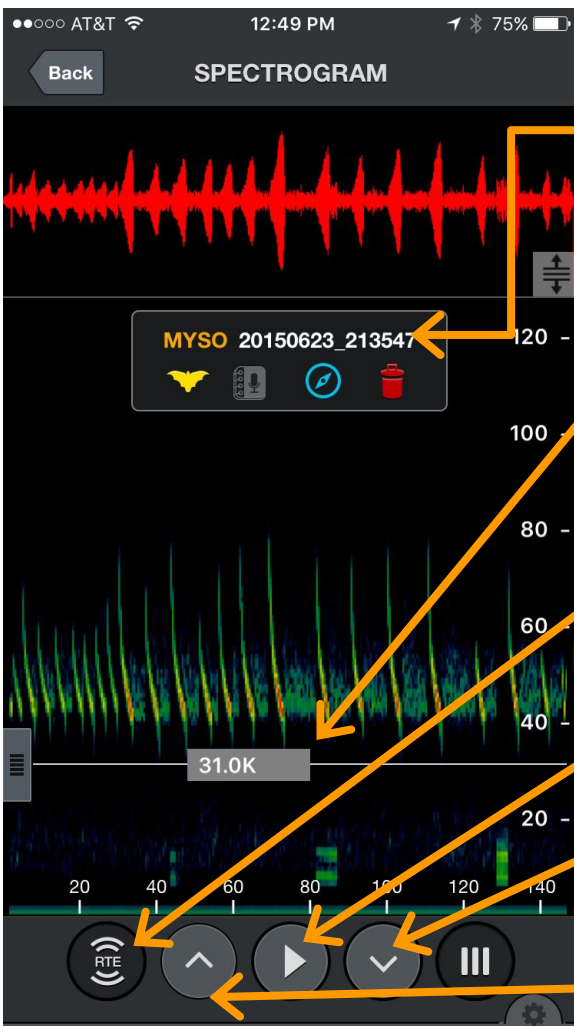 AT&T 12:49 PM 75%
Back SPECTROGRAM
MYSO 20150623_213547
120 -
100 -
80 -
60 -
40 -
31.0K
20 -
20 40 60 80 100 120 140
RTE